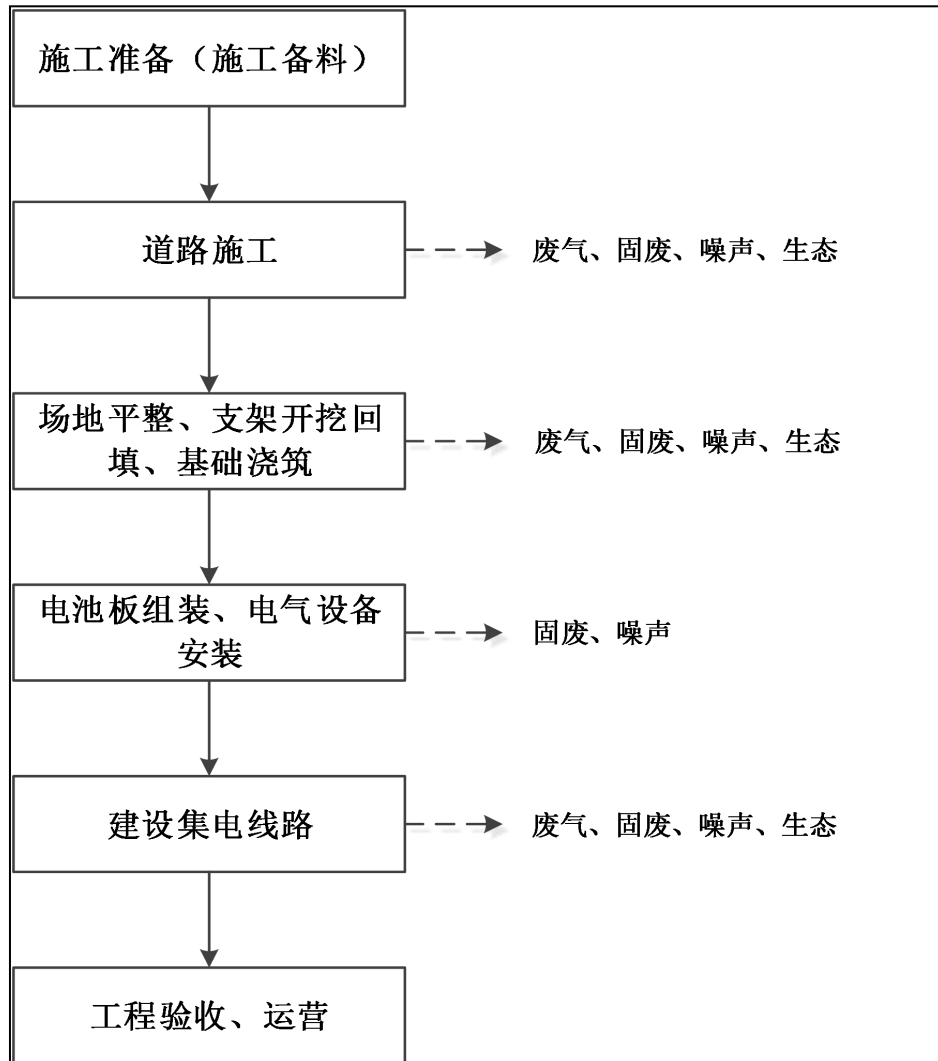 施工准备（施工备料）
道路施工
废气、固废、噪声、生态
场地平整、支架开挖回
填、基础浇筑
废气、固废、噪声、生态
电池板组装、电气设备
安装
固废、噪声
建设集电线路
废气、固废、噪声、生态
工程验收、运营